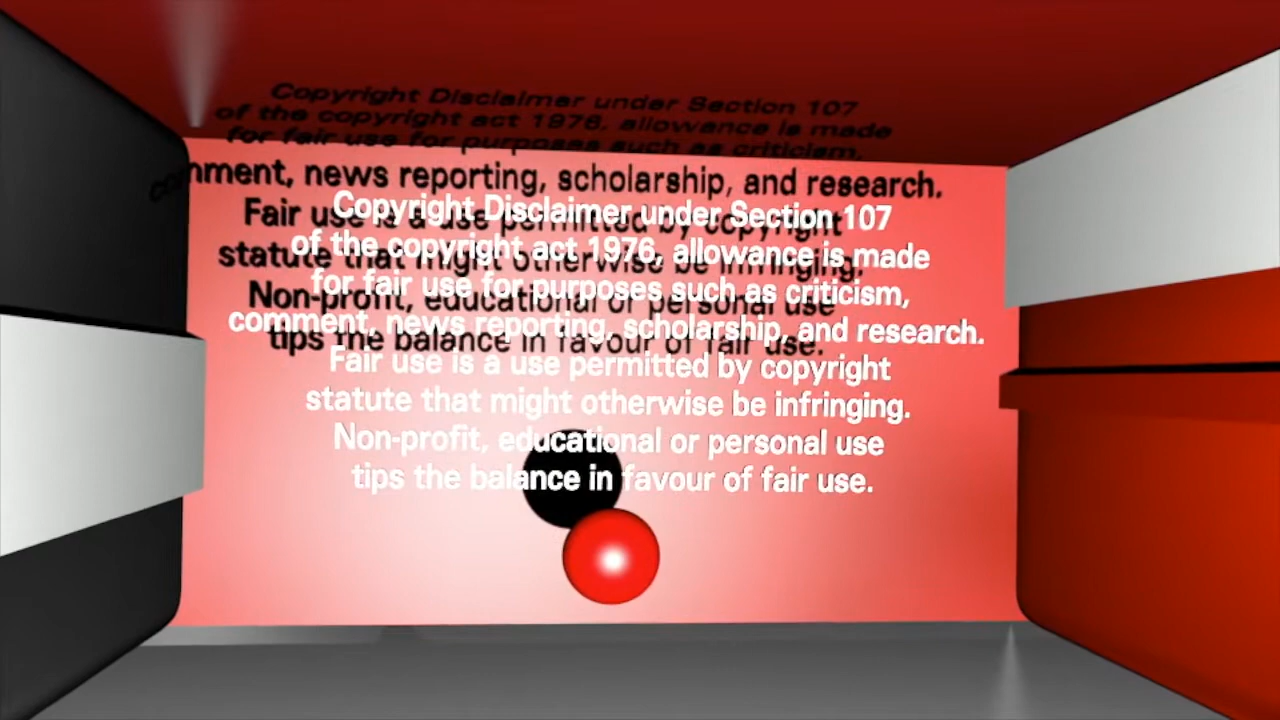 Copyright Disclaimer under Section 107
of the copyright act 1976, allowance is made
for fair use for purposes such as criticism,
comment, news reporting, scholarship, and research.
Fair use is a use permitted by copyright
statute that might otherwise be infringing.
Non-profit, educational or personal use
tips the balance in favour of fair use.